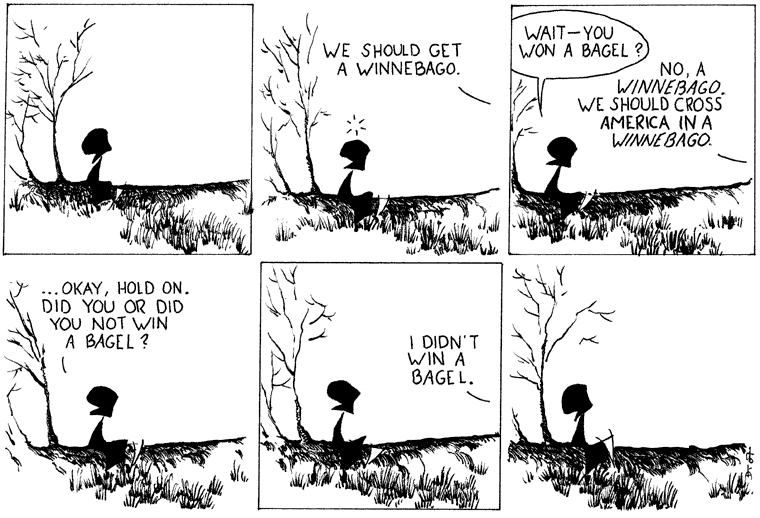 WE SHOULD GET
A WINNEBAGO.
WAIT—YOU
WON A BAGEL?
NO, A
WINNEBAGO.
WE SHOULD CROSS
AMERICA IN A
WINNEBAGO.
...OKAY, HOLD ON.
DID YOU OR DID
YOU NOT WIN
A BAGEL?
I DIDN'T
WIN A
BAGEL.